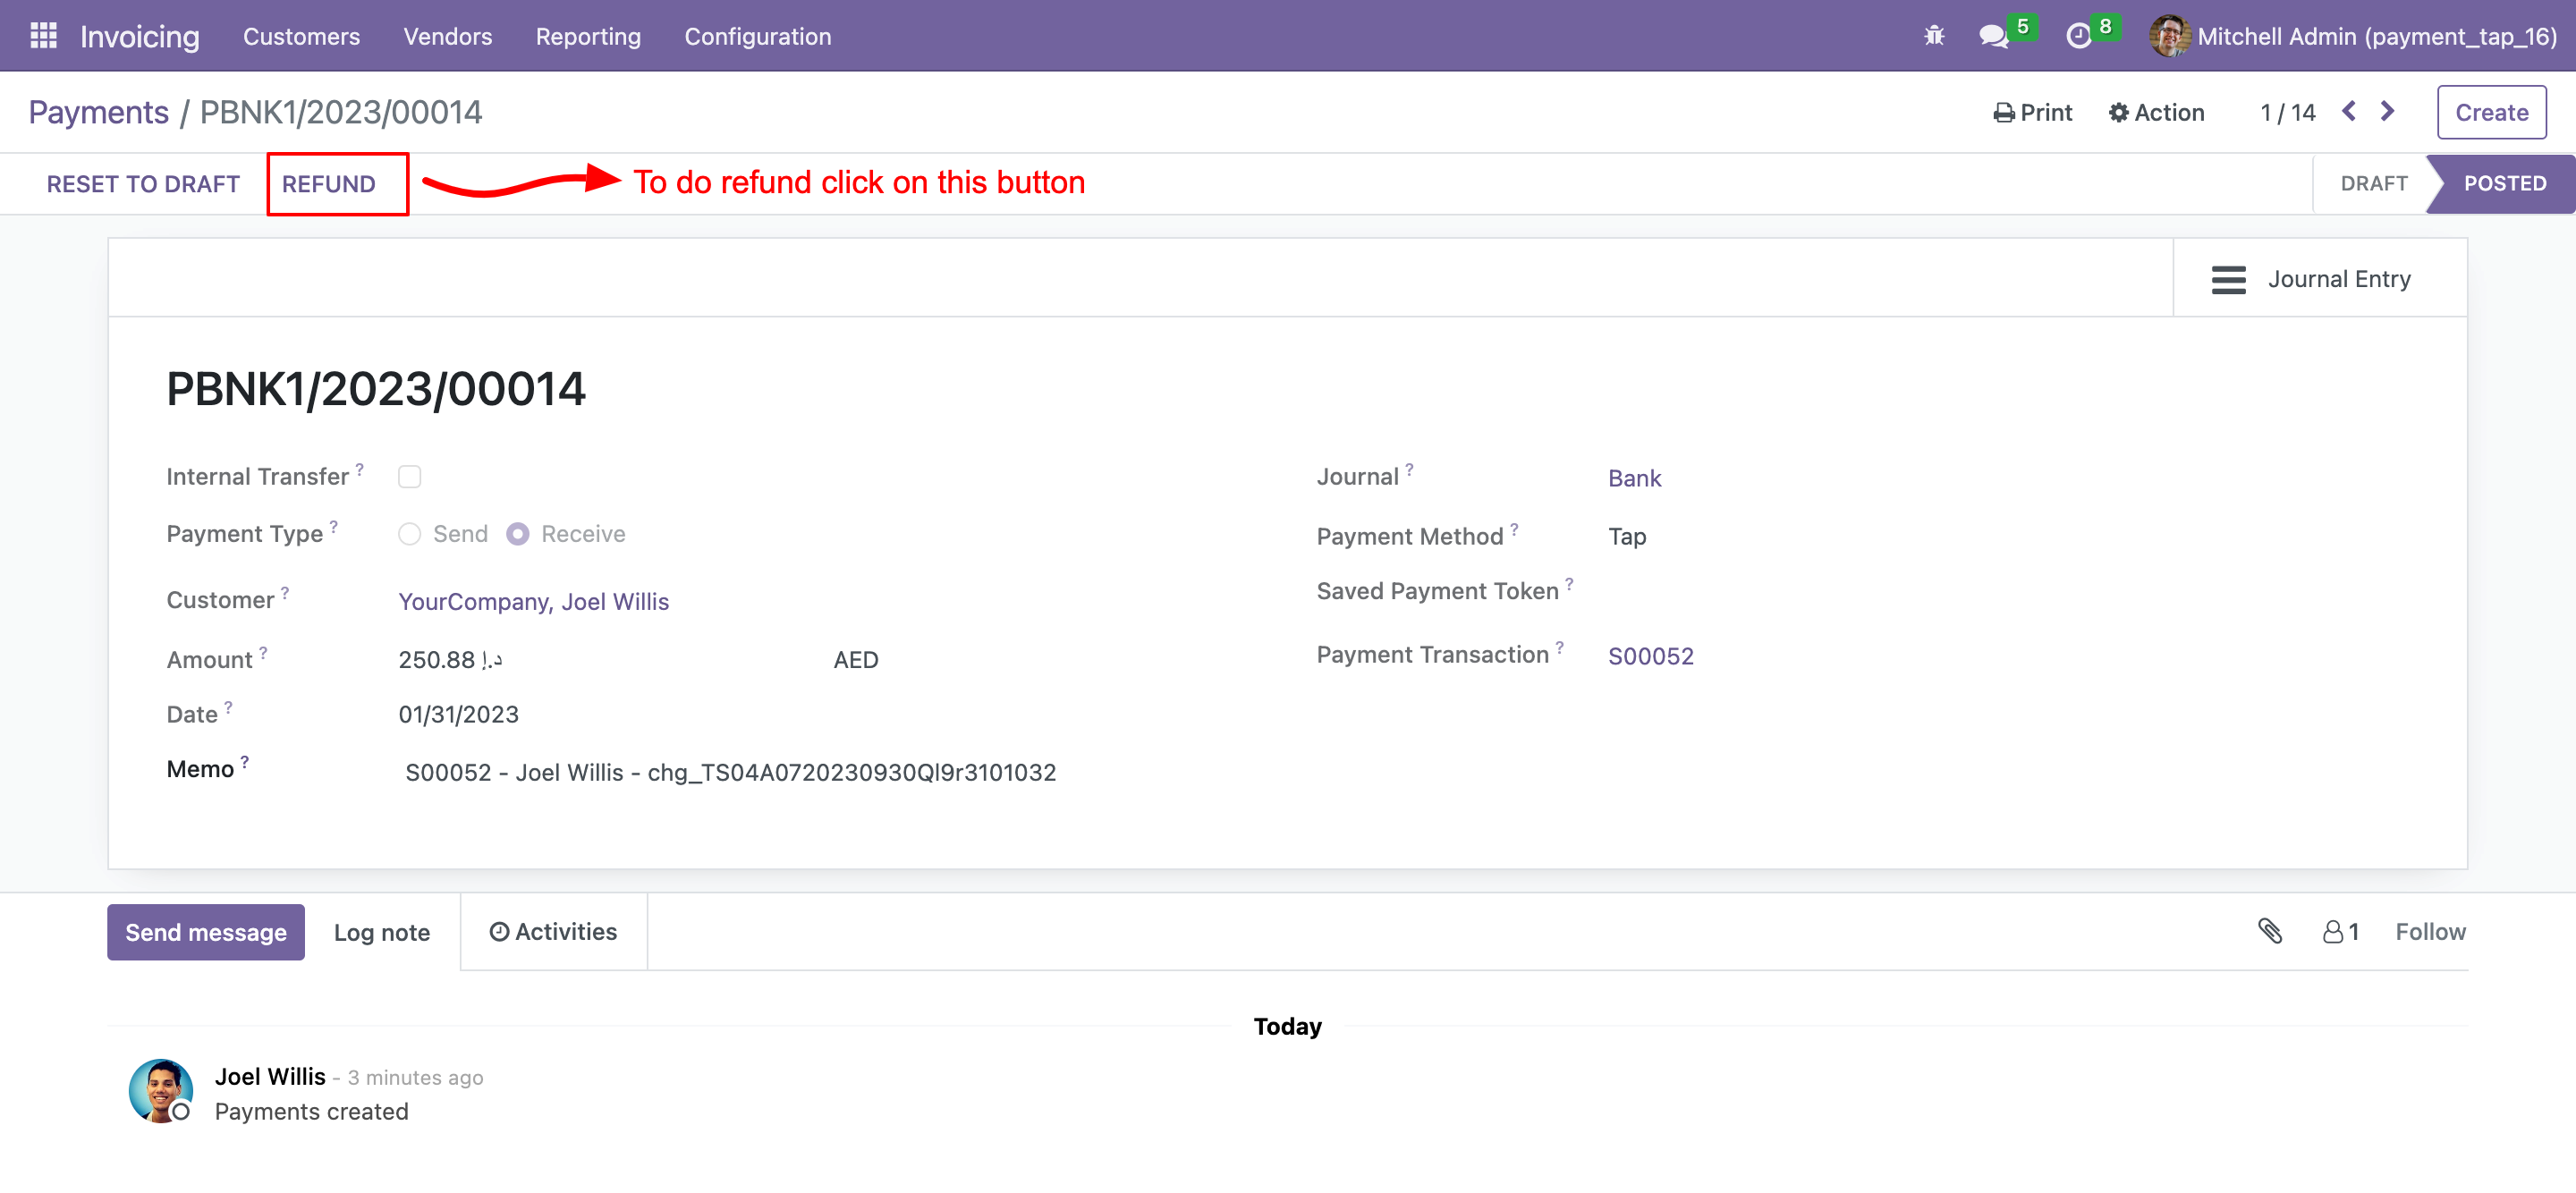 Invoicing Customers Vendors Reporting Configuration 5 8 Mitchell Admin (payment_tap_16)
Payments / PBNK1/2023/00014 Print Action 1 / 14 Create
RESET TO DRAFT REFUND To do refund click on this button DRAFT POSTED
Journal Entry
PBNK1/2023/00014
Internal Transfer ? Journal ? Bank
Payment Type ? Send Receive Payment Method ? Tap
Customer ? YourCompany, Joel Willis Saved Payment Token ?
Amount ? 250.88 د.إ AED Payment Transaction ? S00052
Date ? 01/31/2023
Memo ? S00052 - Joel Willis - chg_TS04A0720230930Ql9r3101032
Send message Log note Activities 1 Follow
Today
Joel Willis - 3 minutes ago
Payments created